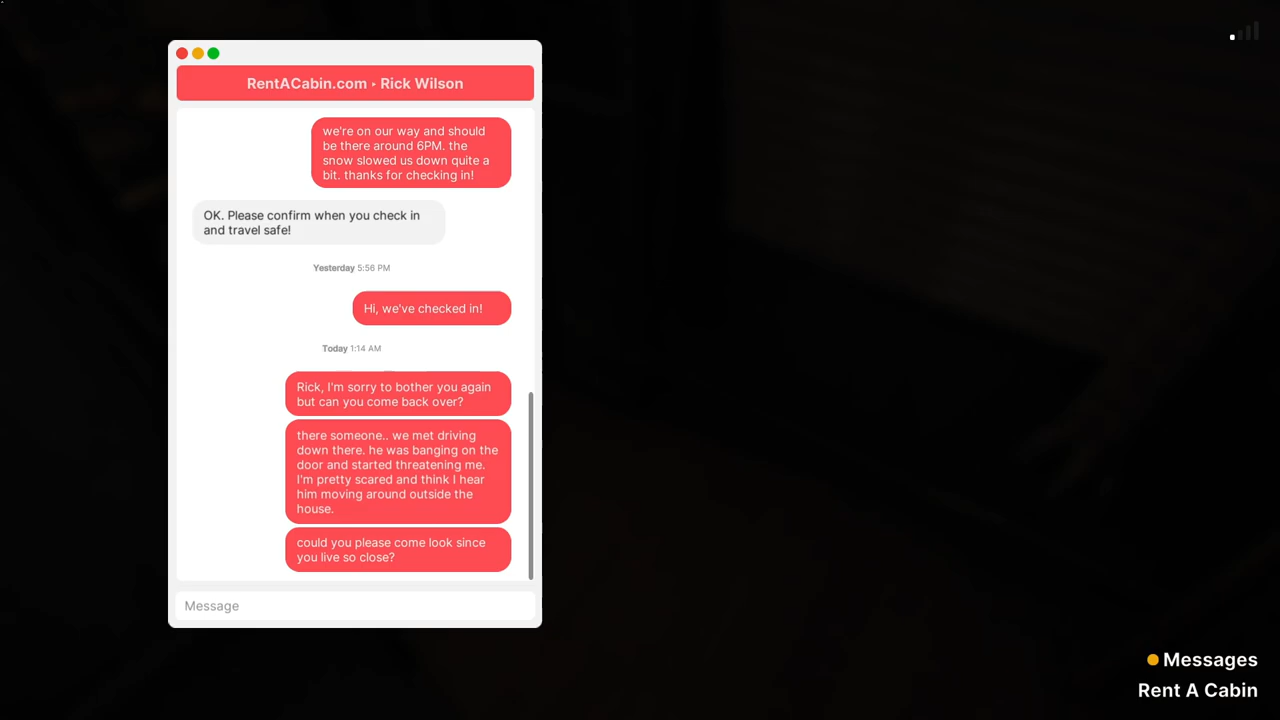 RentACabin.com ▸ Rick Wilson
we're on our way and should
be there around 6PM. the
snow slowed us down quite a
bit. thanks for checking in!
OK. Please confirm when you check in
and travel safe!
Yesterday 5:56 PM
Hi, we've checked in!
Today 1:14 AM
Rick, I'm sorry to bother you again
but can you come back over?
there someone.. we met driving
down there. he was banging on the
door and started threatening me.
I'm pretty scared and think I hear
him moving around outside the
house.
could you please come look since
you live so close?
Message
Messages
Rent A Cabin